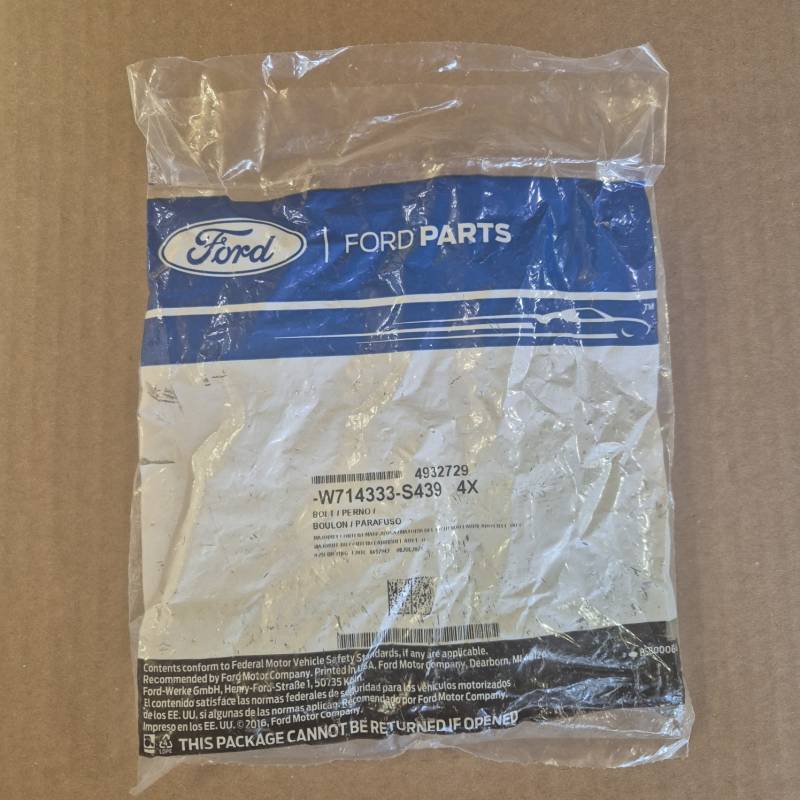 Ford | FORD PARTS
TM
4932729
-W714333-S439 4X
BOLT / PERNO /
BOULON / PARAFUSO
Contents conform to Federal Motor Vehicle Safety Standards, if any are applicable.
Recommended by Ford Motor Company. Printed in USA. Ford Motor Company, Dearborn, MI 48126
Ford-Werke GmbH, Henry-Ford-Straße 1, 50735 Köln
El contenido satisface las normas federales de seguridad para los vehículos motorizados
de los EE. UU. si algunas de las normas aplican. Recomendado por Ford Motor Company.
Impreso en los EE. UU. © 2016, Ford Motor Company.
LDPE
THIS PACKAGE CANNOT BE RETURNED IF OPENED